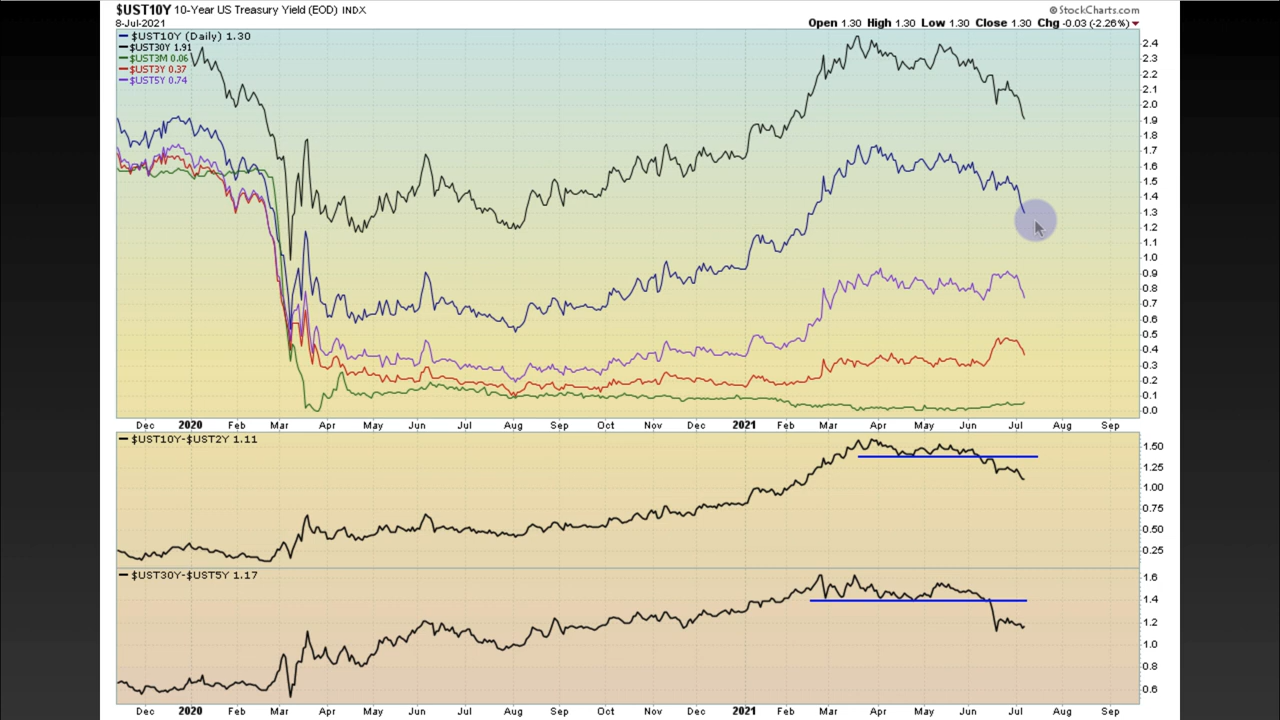 $UST10Y 10-Year US Treasury Yield (EOD) INDX
© StockCharts.com
8-Jul-2021
Open 1.30 High 1.30 Low 1.30 Close 1.30 Chg -0.03 (-2.26%)
$UST10Y (Daily) 1.30
$UST30Y 1.91
$UST3M 0.06
$UST3Y 0.37
$UST5Y 0.74
2.4
2.3
2.2
2.1
2.0
1.9
1.8
1.7
1.6
1.5
1.4
1.3
1.2
1.1
1.0
0.9
0.8
0.7
0.6
0.5
0.4
0.3
0.2
0.1
0.0
Dec 2020 Feb Mar Apr May Jun Jul Aug Sep Oct Nov Dec 2021 Feb Mar Apr May Jun Jul Aug Sep
$UST10Y-$UST2Y 1.11
1.50
1.25
1.00
0.75
0.50
0.25
$UST30Y-$UST5Y 1.17
1.6
1.4
1.2
1.0
0.8
0.6
Dec 2020 Feb Mar Apr May Jun Jul Aug Sep Oct Nov Dec 2021 Feb Mar Apr May Jun Jul Aug Sep